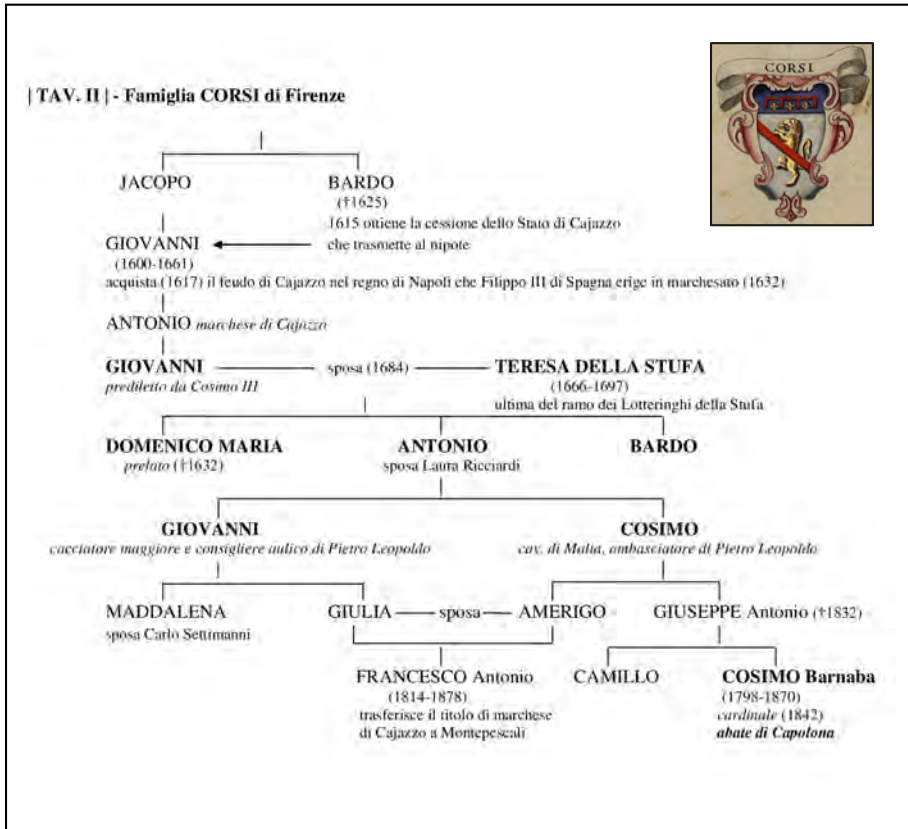 CORSI
| TAV. II | - Famiglia CORSI di Firenze
JACOPO BARDO
(†1625)
1615 ottiene la cessione dello Stato di Cajazzo
GIOVANNI che trasmette al nipote
(1600-1661)
acquista (1617) il feudo di Cajazzo nel regno di Napoli che Filippo III di Spagna erige in marchesato (1632)
ANTONIO marchese di Cajazzo
GIOVANNI sposa (1684) TERESA DELLA STUFA
prediletto da Cosimo III (1666-1697)
ultima del ramo dei Lotteringhi della Stufa
DOMENICO MARIA ANTONIO BARDO
prelato (†1632) sposa Laura Ricciardi
GIOVANNI COSIMO
cacciatore maggiore e consigliere aulico di Pietro Leopoldo cav. di Malta, ambasciatore di Pietro Leopoldo
MADDALENA GIULIA sposa AMERIGO GIUSEPPE Antonio (†1832)
sposa Carlo Settimanni
FRANCESCO Antonio CAMILLO COSIMO Barnaba
(1814-1878) (1798-1870)
trasferisce il titolo di marchese cardinale (1842)
di Cajazzo a Montepescali abate di Capolona